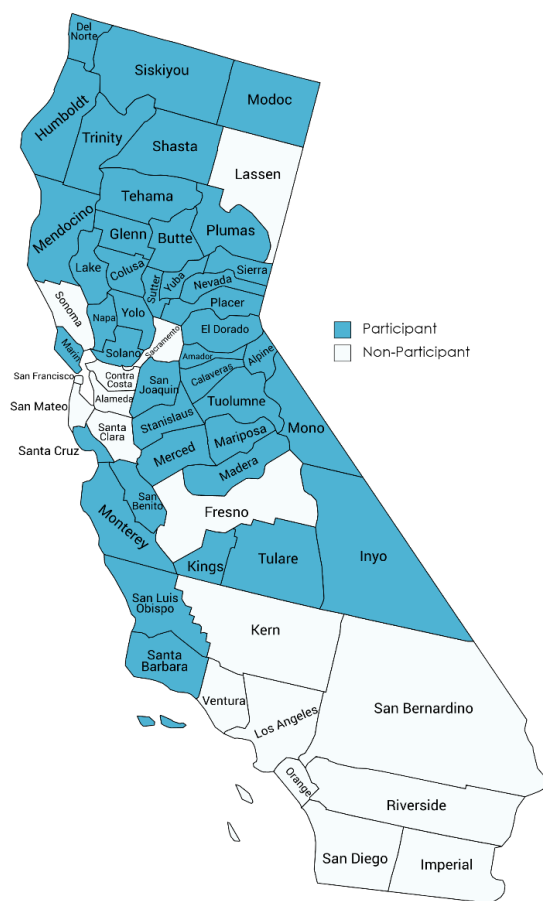 Del
Norte
Siskiyou
Modoc
Humboldt
Trinity
Shasta
Lassen
Tehama
Mendocino
Glenn
Butte
Plumas
Lake
Colusa
Sutter
Yuba
Nevada
Sierra
Placer
Sonoma
Napa
Yolo
Sacramento
El Dorado
Participant
Non-Participant
Marin
Solano
Amador
Alpine
San Francisco
Contra
Costa
San
Joaquin
Calaveras
Alameda
Tuolumne
San Mateo
Santa
Clara
Stanislaus
Mono
Santa Cruz
Merced
Mariposa
Madera
San
Benito
Fresno
Monterey
Kings
Tulare
Inyo
San Luis
Obispo
Kern
Santa
Barbara
Ventura
Los Angeles
San Bernardino
Orange
Riverside
San Diego
Imperial